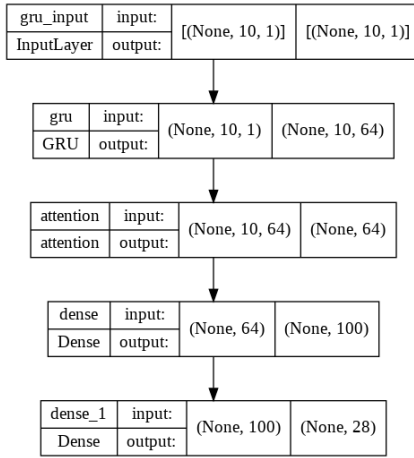 gru_input input: [(None, 10, 1)] [(None, 10, 1)]
InputLayer output:
gru input: (None, 10, 1) (None, 10, 64)
GRU output:
attention input: (None, 10, 64) (None, 64)
attention output:
dense input: (None, 64) (None, 100)
Dense output:
dense_1 input: (None, 100) (None, 28)
Dense output: